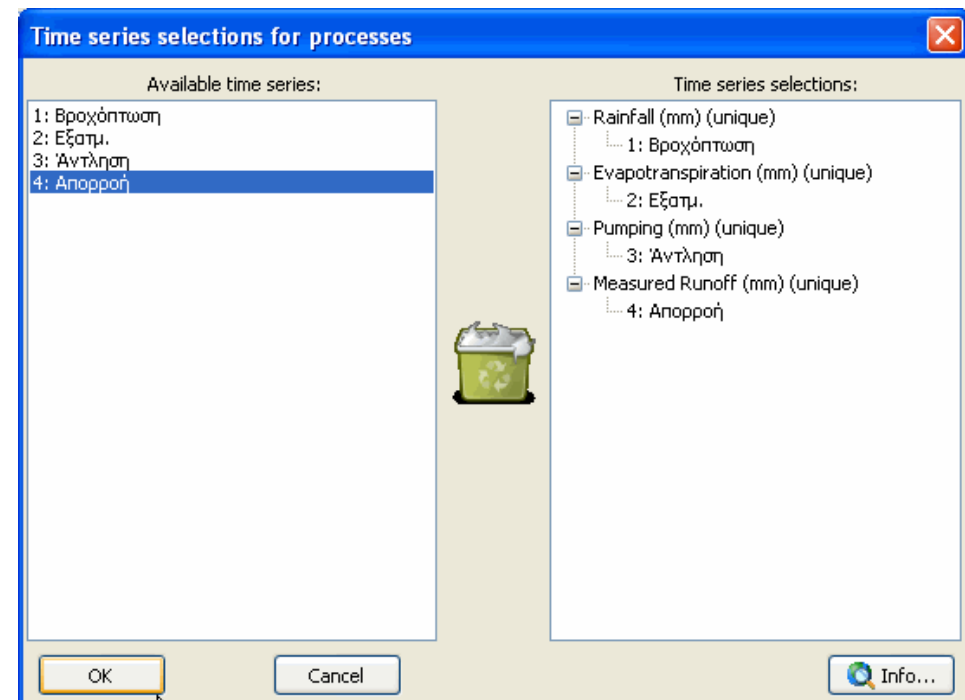 Time series selections for processes
Available time series:
1: Βροχόπτωση
2: Εξατμ.
3: Άντληση
4: Απορροή
Time series selections:
Rainfall (mm) (unique)
1: Βροχόπτωση
Evapotranspiration (mm) (unique)
2: Εξατμ.
Pumping (mm) (unique)
3: Άντληση
Measured Runoff (mm) (unique)
4: Απορροή
OK
Cancel
Info...